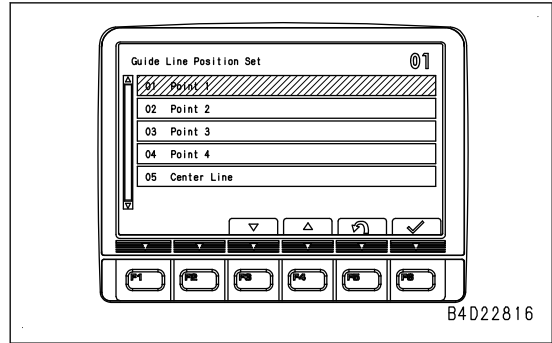 Guide Line Position Set 01
01 Point 1
02 Point 2
03 Point 3
04 Point 4
05 Center Line
F1 F2 F3 F4 F5 F6
B4D22816